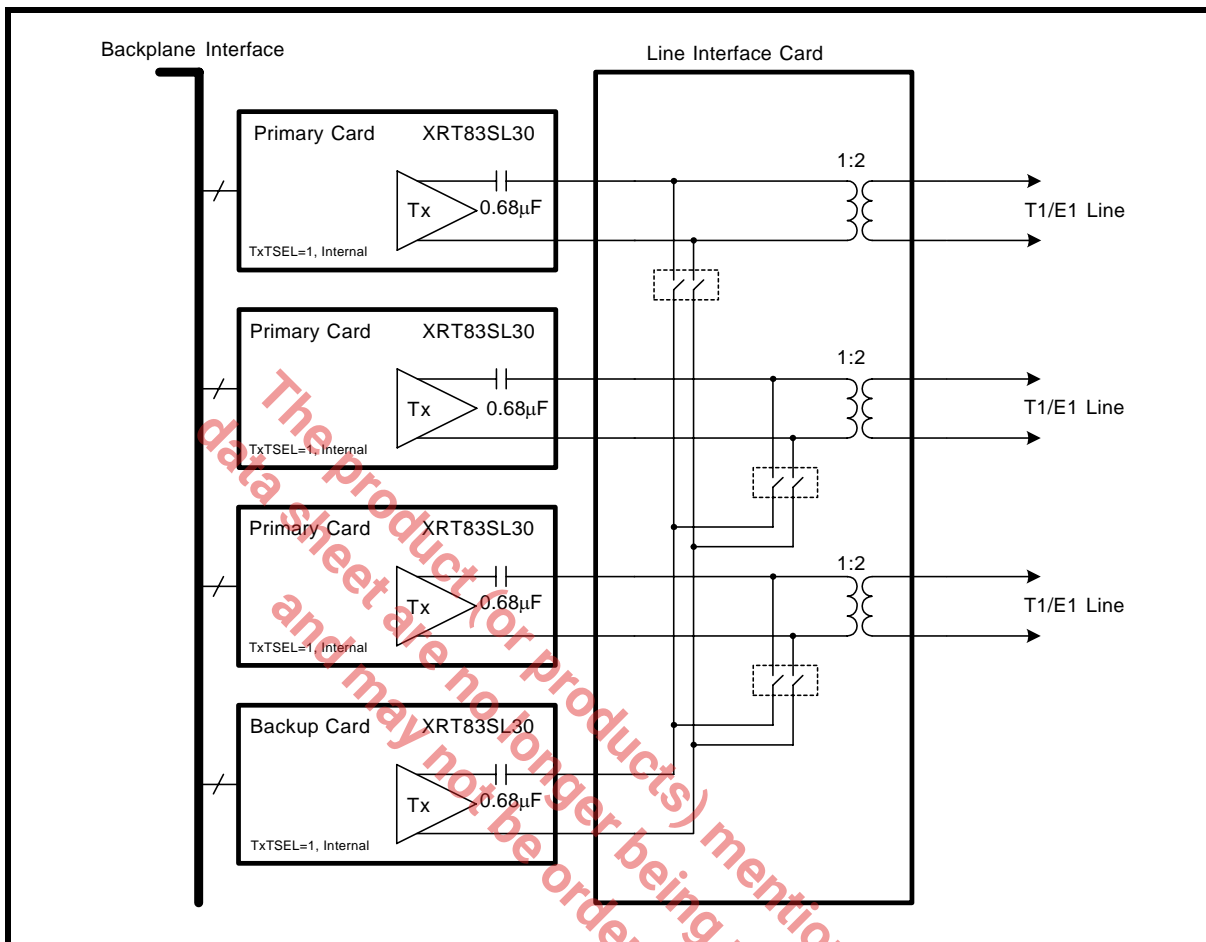 Backplane Interface
Line Interface Card
Primary Card XRT83SL30
Tx
0.68μF
TxTSEL=1, Internal
1:2
T1/E1 Line
Primary Card XRT83SL30
Tx
0.68μF
TxTSEL=1, Internal
1:2
T1/E1 Line
Primary Card XRT83SL30
Tx
0.68μF
TxTSEL=1, Internal
1:2
T1/E1 Line
Backup Card XRT83SL30
Tx
0.68μF
TxTSEL=1, Internal
The product (or products) mention
data sheet are no longer being
and may not be order